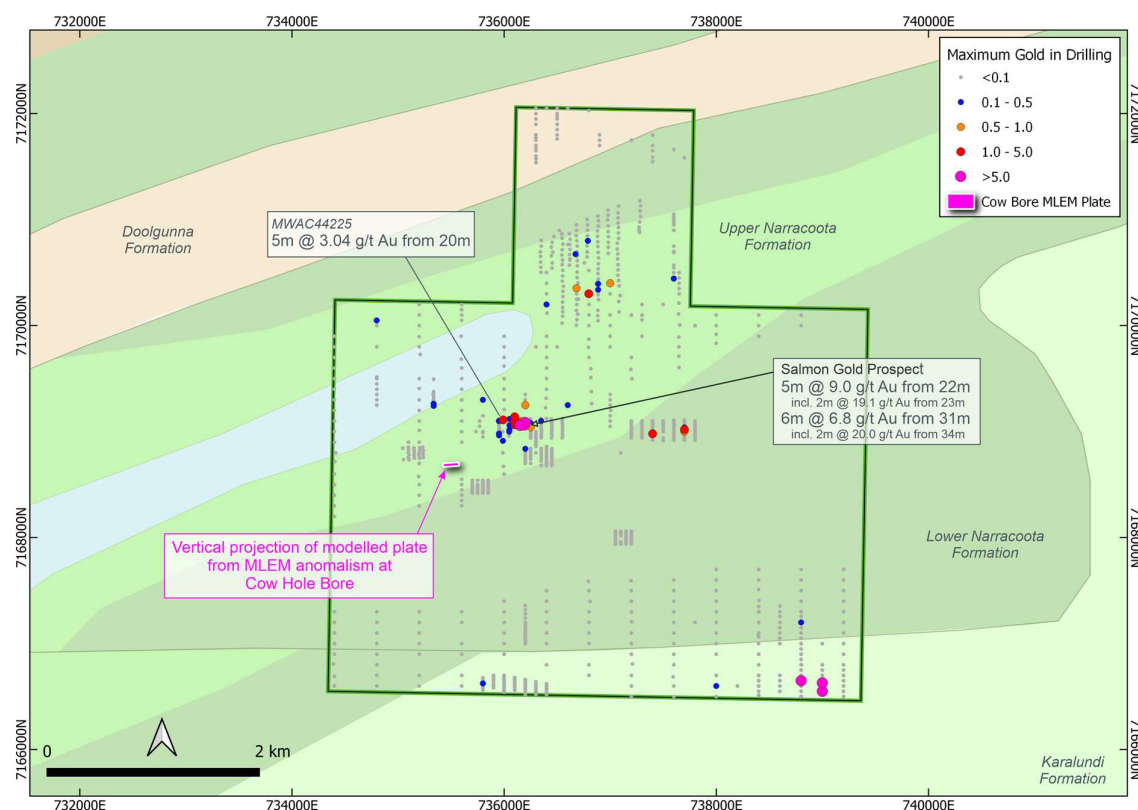 732000E
734000E
736000E
738000E
740000E
7172000N
7172000N
Maximum Gold in Drilling
<0.1
0.1 - 0.5
0.5 - 1.0
1.0 - 5.0
>5.0
Cow Bore MLEM Plate
Doolgunna
Formation
MWAC44225
5m @ 3.04 g/t Au from 20m
Upper Narracoota
Formation
7170000N
7170000N
Salmon Gold Prospect
5m @ 9.0 g/t Au from 22m
incl. 2m @ 19.1 g/t Au from 23m
6m @ 6.8 g/t Au from 31m
incl. 2m @ 20.0 g/t Au from 34m
7168000N
7168000N
Vertical projection of modelled plate
from MLEM anomalism at
Cow Hole Bore
Lower Narracoota
Formation
7166000N
7166000N
0
2 km
Karalundi
Formation
732000E
734000E
736000E
738000E
740000E